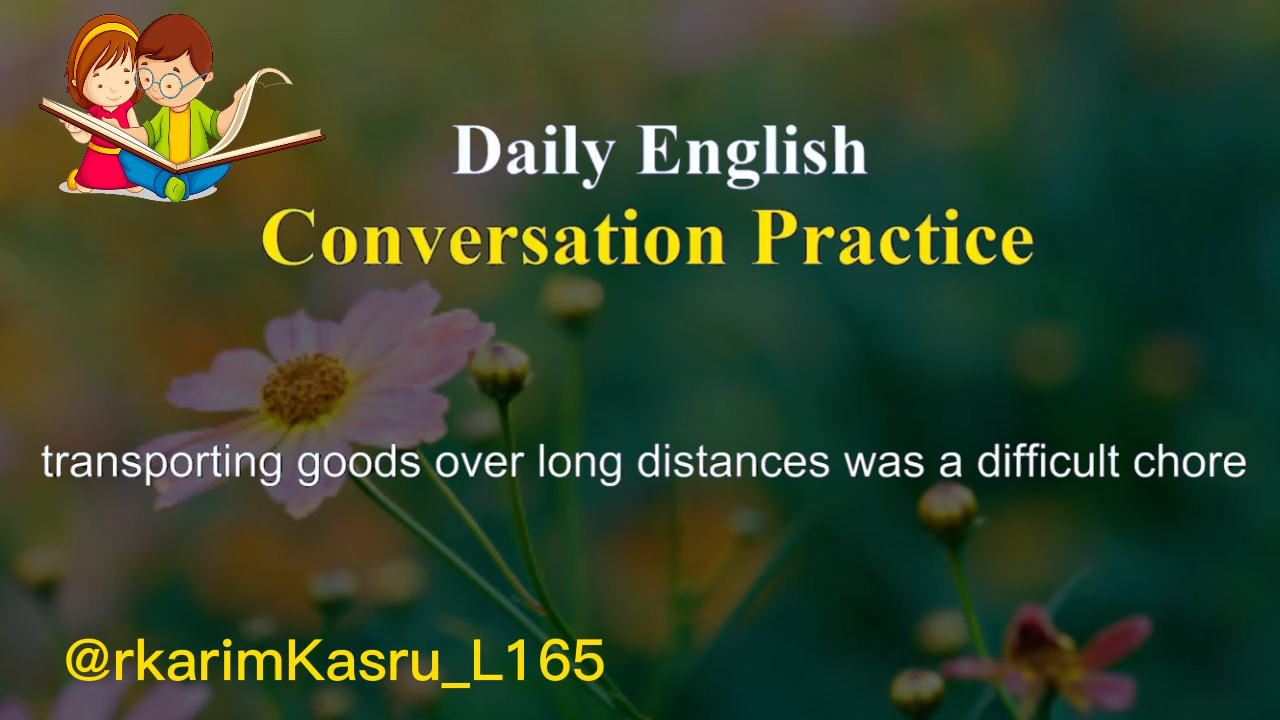 Daily English
Conversation Practice
transporting goods over long distances was a difficult chore
@rkarimKasru_L165